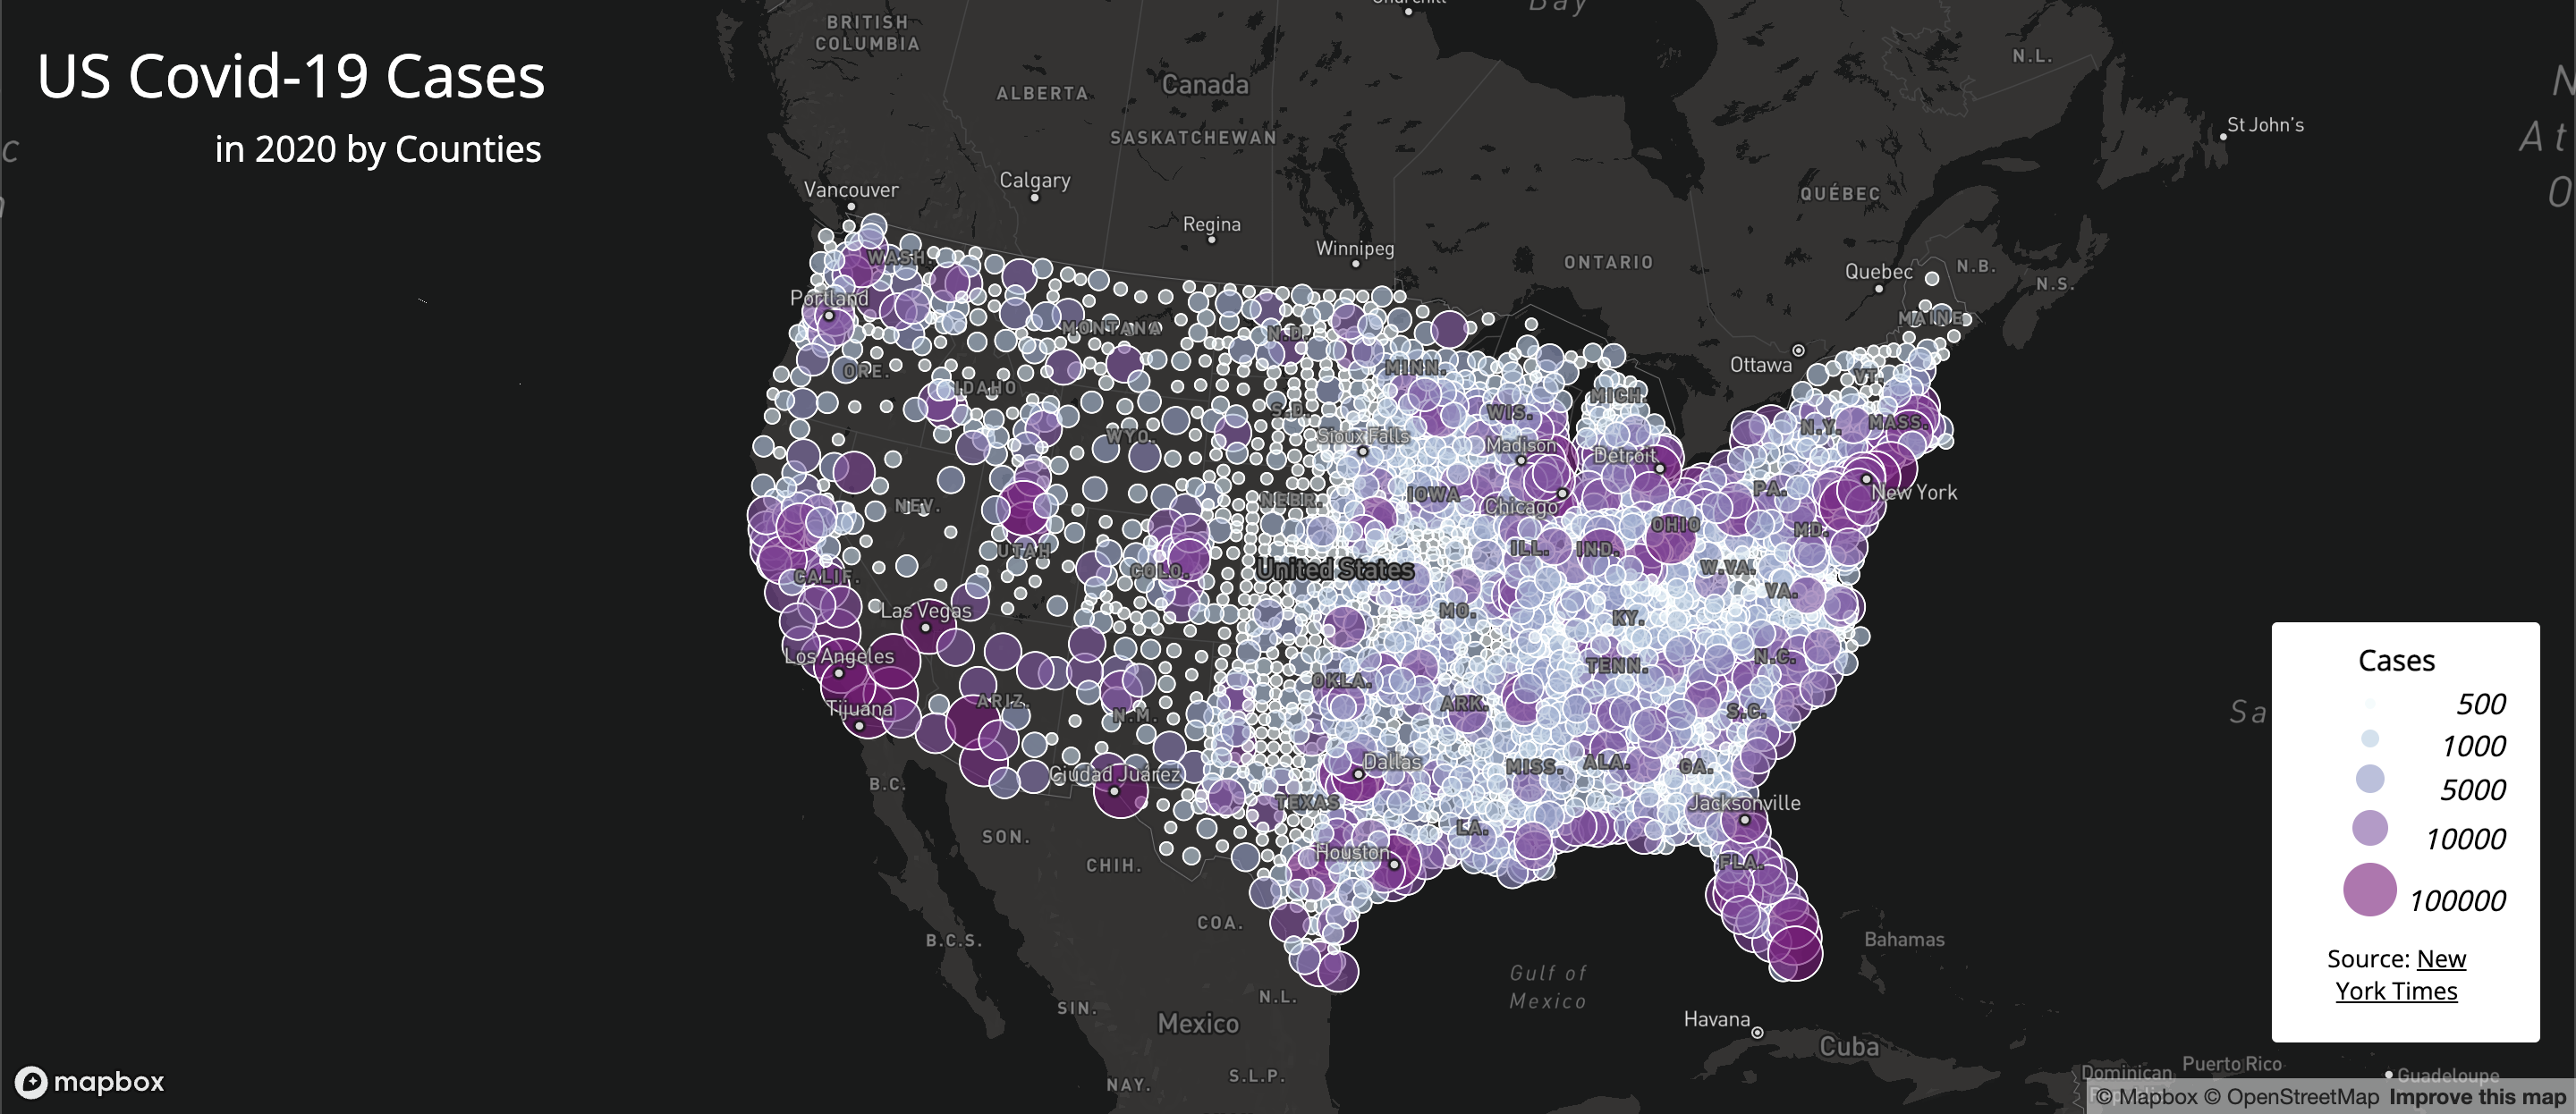 US Covid-19 Cases
in 2020 by Counties
BRITISH
COLUMBIA
ALBERTA
Canada
SASKATCHEWAN
Bay
N.L.
St John's
Vancouver
Calgary
Regina
Winnipeg
ONTARIO
QUÉBEC
Quebec
N.B.
N.S.
At
WASH.
Portland
MONTANA
N.D.
MINN.
Ottawa
MAINE
VT.
ORE.
IDAHO
S.D.
WIS.
MICH.
N.Y.
MASS.
WYO.
Sioux Falls
Madison
Detroit
NEV.
NEBR.
IOWA
Chicago
PA.
New York
UTAH
COLO.
United States
ILL.
IND.
OHIO
MD.
W.VA.
VA.
CALIF.
Las Vegas
MO.
KY.
Los Angeles
OKLA.
TENN.
N.C.
Tijuana
ARIZ.
N.M.
ARK.
S.C.
Sa
B.C.
Ciudad Juárez
Dallas
MISS.
ALA.
GA.
TEXAS
Jacksonville
SON.
CHIH.
LA.
Houston
FLA.
COA.
B.C.S.
Bahamas
Gulf of
Mexico
N.L.
SIN.
Mexico
Havana
Cuba
NAY.
S.L.P.
Dominican
Puerto Rico
Guadeloupe
Cases
500
1000
5000
10000
100000
Source: New
York Times
mapbox
© Mapbox © OpenStreetMap Improve this map